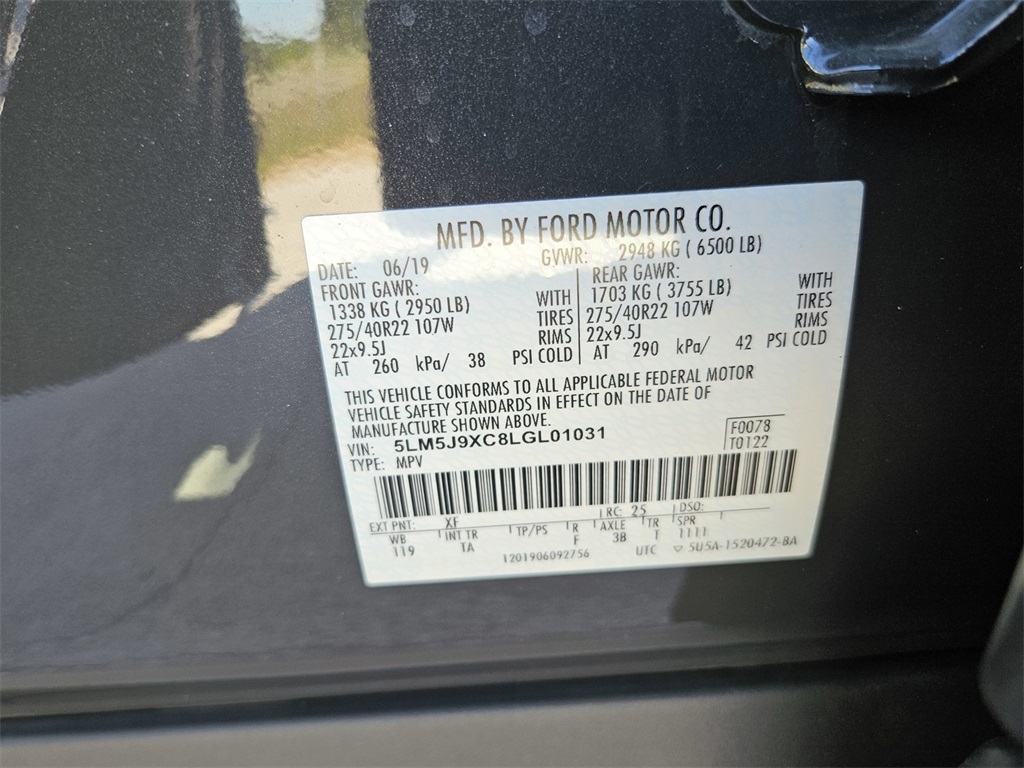 MFD. BY FORD MOTOR CO.
DATE: 06/19 GVWR: 2948 KG ( 6500 LB)
FRONT GAWR:
1338 KG ( 2950 LB) WITH
275/40R22 107W TIRES
22x9.5J RIMS
AT 260 kPa/ 38 PSI COLD
REAR GAWR:
1703 KG ( 3755 LB) WITH
275/40R22 107W TIRES
22x9.5J RIMS
AT 290 kPa/ 42 PSI COLD
THIS VEHICLE CONFORMS TO ALL APPLICABLE FEDERAL MOTOR
VEHICLE SAFETY STANDARDS IN EFFECT ON THE DATE OF
MANUFACTURE SHOWN ABOVE.
VIN: 5LM5J9XC8LGL01031
TYPE: MPV
F0078
T0122
EXT PNT: XF RC: 25 DSO:
WB INT TR TP/PS R AXLE TR SPR
119 TA F 3B T 1111
1201906092756 UTC ▽ 5U5A-1520472-BA